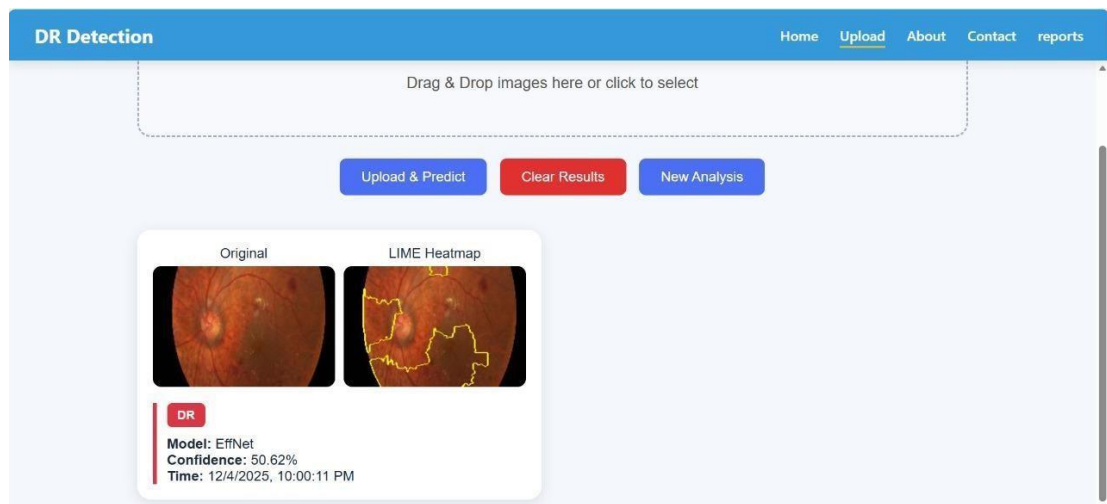 DR Detection
Home Upload About Contact reports
Drag & Drop images here or click to select
Upload & Predict Clear Results New Analysis
Original LIME Heatmap
DR
Model: EffNet
Confidence: 50.62%
Time: 12/4/2025, 10:00:11 PM